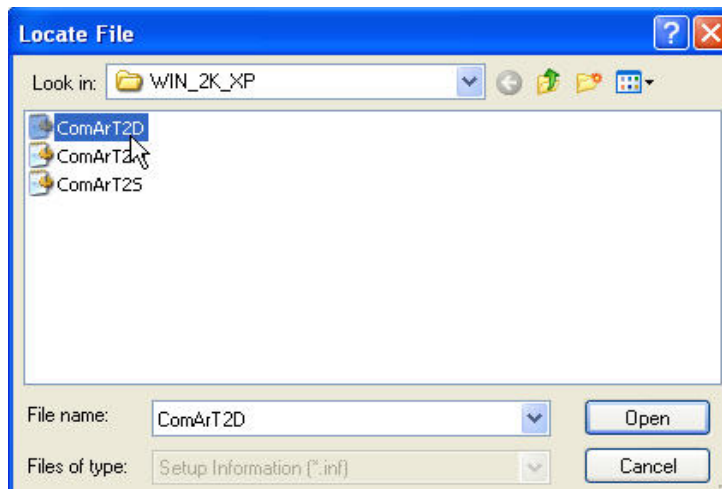 Locate File
Look in: WIN_2K_XP
ComArT2D
ComArT2S
File name: ComArT2D Open
Files of type: Setup Information (*.inf) Cancel